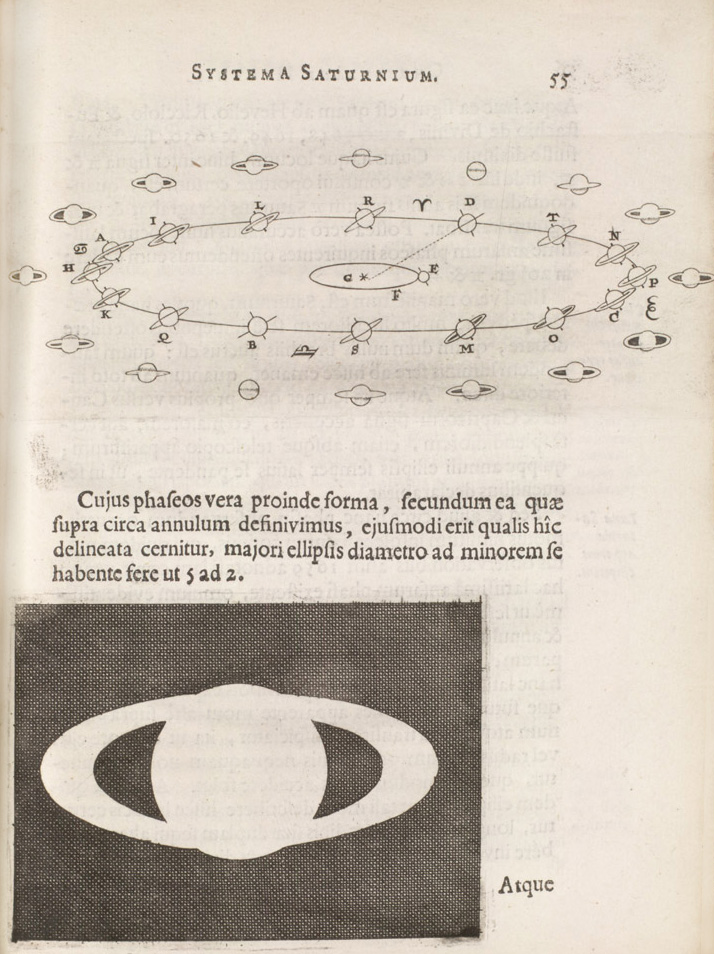 SYSTEMA SATURNIUM. 55
L R ♈ D
I T
A N
♋
H G E P
F
K C ♑
Q B ♎ S M O
Cujus phaſeos vera proinde forma, ſecundum ea quæ
ſupra circa annulum definivimus, ejuſmodi erit qualis hîc
delineata cernitur, majori ellipſis diametro ad minorem ſe
habente fere ut 5 ad 2.
Atque